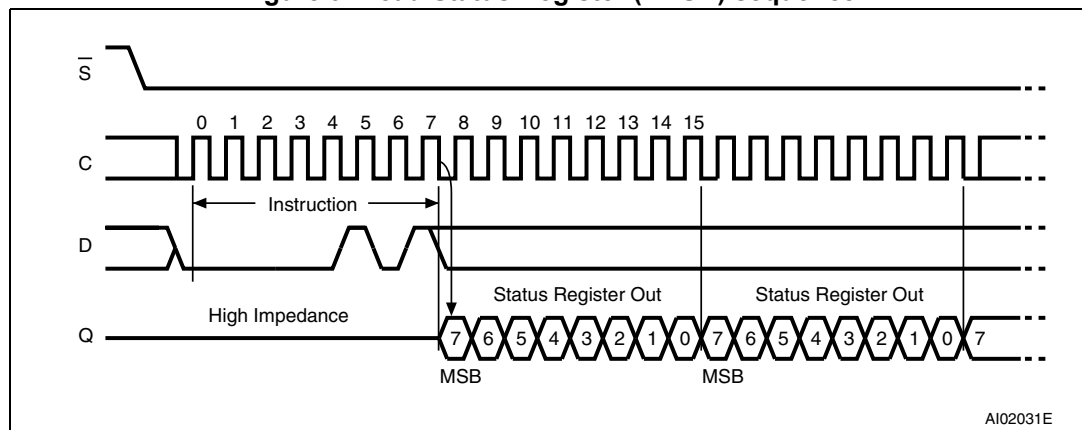 S
0 1 2 3 4 5 6 7 8 9 10 11 12 13 14 15
C
Instruction
D
Status Register Out Status Register Out
High Impedance
Q 7 6 5 4 3 2 1 0 7 6 5 4 3 2 1 0 7
MSB MSB
AI02031E